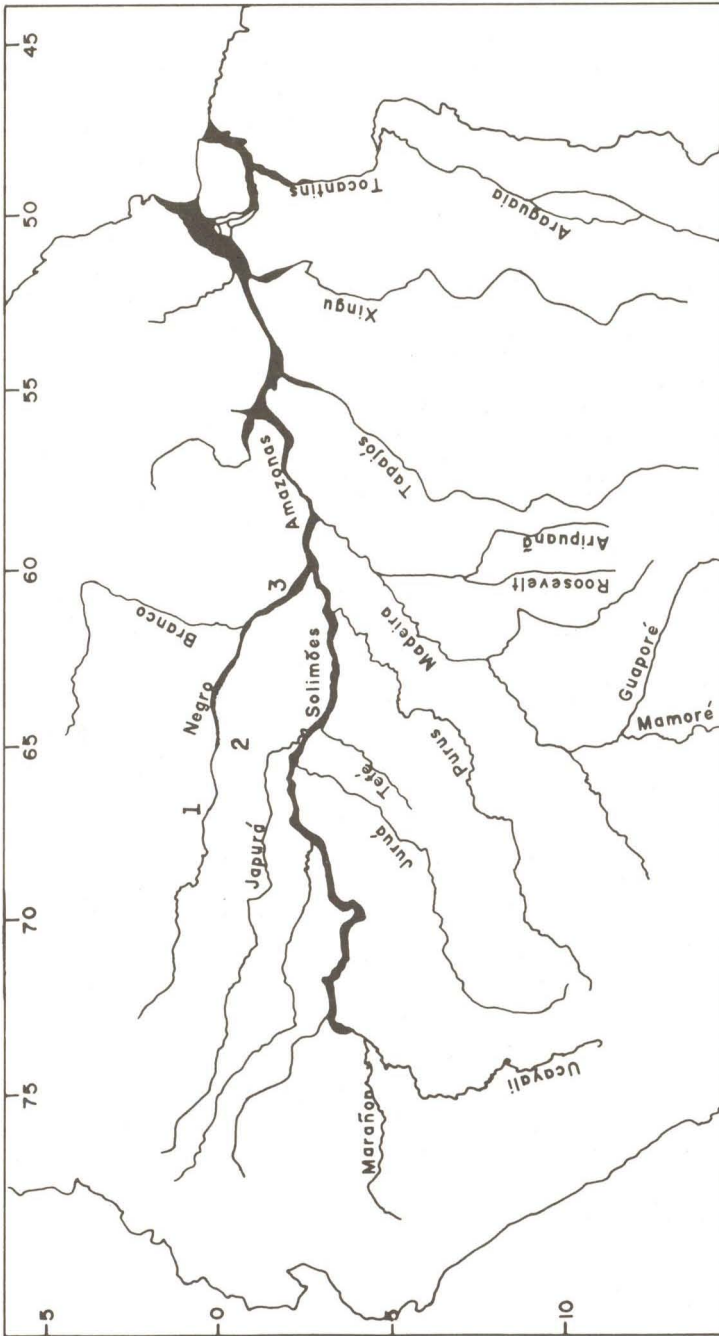 75
70
65
60
55
50
45
5
0
5
10
Branco
Negro
1
2
3
Japurá
Solimões
Amazonas
Tefé
Juruá
Purus
Madeira
Marañon
Ucayali
Roosevelt
Aripuanã
Guaporé
Mamoré
Tapajós
Xingu
Tocantins
Araguaia